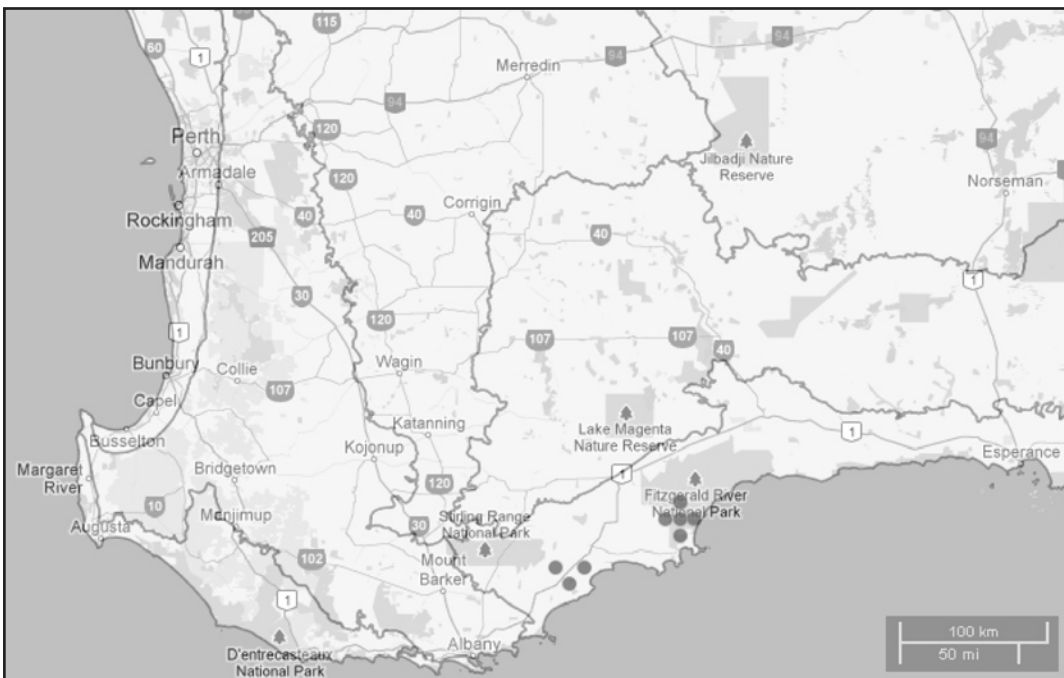 115
94
60
1
Merredin
94
94
120
Perth
Jilbadji Nature
Reserve
94
Armadale
120
Norseman
Corrigin
Rockingham
40
40
205
40
Mandurah
1
30
120
1
107
107
40
Bunbury
Wagin
Collie
107
Capel
Lake Magenta
Nature Reserve
Katanning
1
Busselton
Kojonup
Esperance
Margaret
River
Bridgetown
1
120
Fitzgerald River
National Park
10
Manjimup
Augusta
30
Stirling Range
National Park
102
Mount
Barker
1
Albany
D'entrecasteaux
National Park
100 km
50 mi